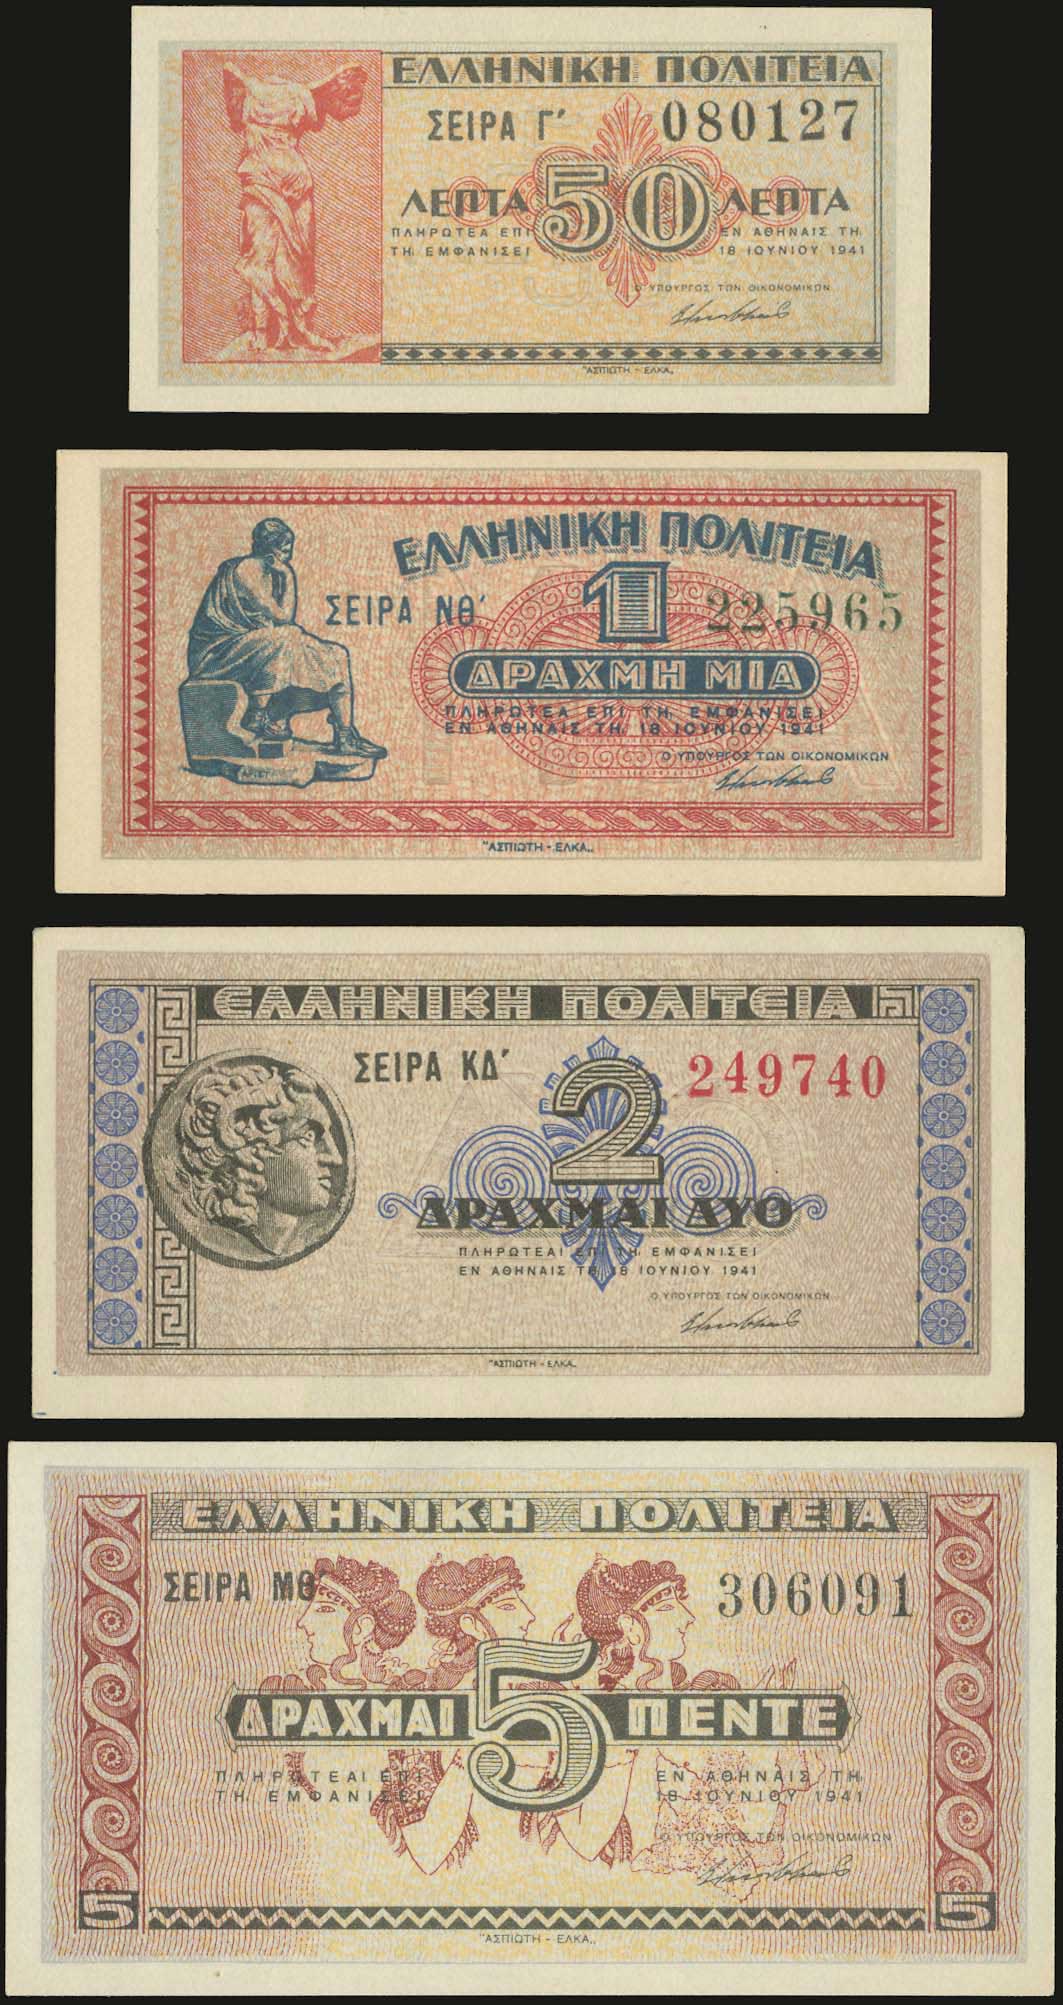 ΕΛΛΗΝΙΚΗ ΠΟΛΙΤΕΙΑ
ΣΕΙΡΑ Γ' 080127
ΛΕΠΤΑ 50 ΛΕΠΤΑ
ΠΛΗΡΩΤΕΑ ΕΠΙ ΕΝ ΑΘΗΝΑΙΣ ΤΗ,
ΤΗ, ΕΜΦΑΝΙΣΕΙ 18 ΙΟΥΝΙΟΥ 1941
Ο ΥΠΟΥΡΓΟΣ ΤΩΝ ΟΙΚΟΝΟΜΙΚΩΝ
"ΑΣΠΙΩΤΗ - ΕΛΚΑ„
ΕΛΛΗΝΙΚΗ ΠΟΛΙΤΕΙΑ
ΣΕΙΡΑ ΝΘ' 1 225965
ΔΡΑΧΜΗ ΜΙΑ
ΠΛΗΡΩΤΕΑ ΕΠΙ ΤΗ, ΕΜΦΑΝΙΣΕΙ
ΕΝ ΑΘΗΝΑΙΣ ΤΗ, 18 ΙΟΥΝΙΟΥ 1941
Ο ΥΠΟΥΡΓΟΣ ΤΩΝ ΟΙΚΟΝΟΜΙΚΩΝ
"ΑΣΠΙΩΤΗ - ΕΛΚΑ„
ΕΛΛΗΝΙΚΗ ΠΟΛΙΤΕΙΑ
ΣΕΙΡΑ ΚΔ' 2 249740
ΔΡΑΧΜΑΙ ΔΥΟ
ΠΛΗΡΩΤΕΑΙ ΕΠΙ ΤΗ, ΕΜΦΑΝΙΣΕΙ
ΕΝ ΑΘΗΝΑΙΣ ΤΗ, 18 ΙΟΥΝΙΟΥ 1941
Ο ΥΠΟΥΡΓΟΣ ΤΩΝ ΟΙΚΟΝΟΜΙΚΩΝ
"ΑΣΠΙΩΤΗ - ΕΛΚΑ„
ΕΛΛΗΝΙΚΗ ΠΟΛΙΤΕΙΑ
ΣΕΙΡΑ ΜΘ' 306091
ΔΡΑΧΜΑΙ 5 ΠΕΝΤΕ
ΠΛΗΡΩΤΕΑΙ ΕΠΙ ΕΝ ΑΘΗΝΑΙΣ ΤΗ,
ΤΗ, ΕΜΦΑΝΙΣΕΙ 18 ΙΟΥΝΙΟΥ 1941
Ο ΥΠΟΥΡΓΟΣ ΤΩΝ ΟΙΚΟΝΟΜΙΚΩΝ
5 5
"ΑΣΠΙΩΤΗ - ΕΛΚΑ„